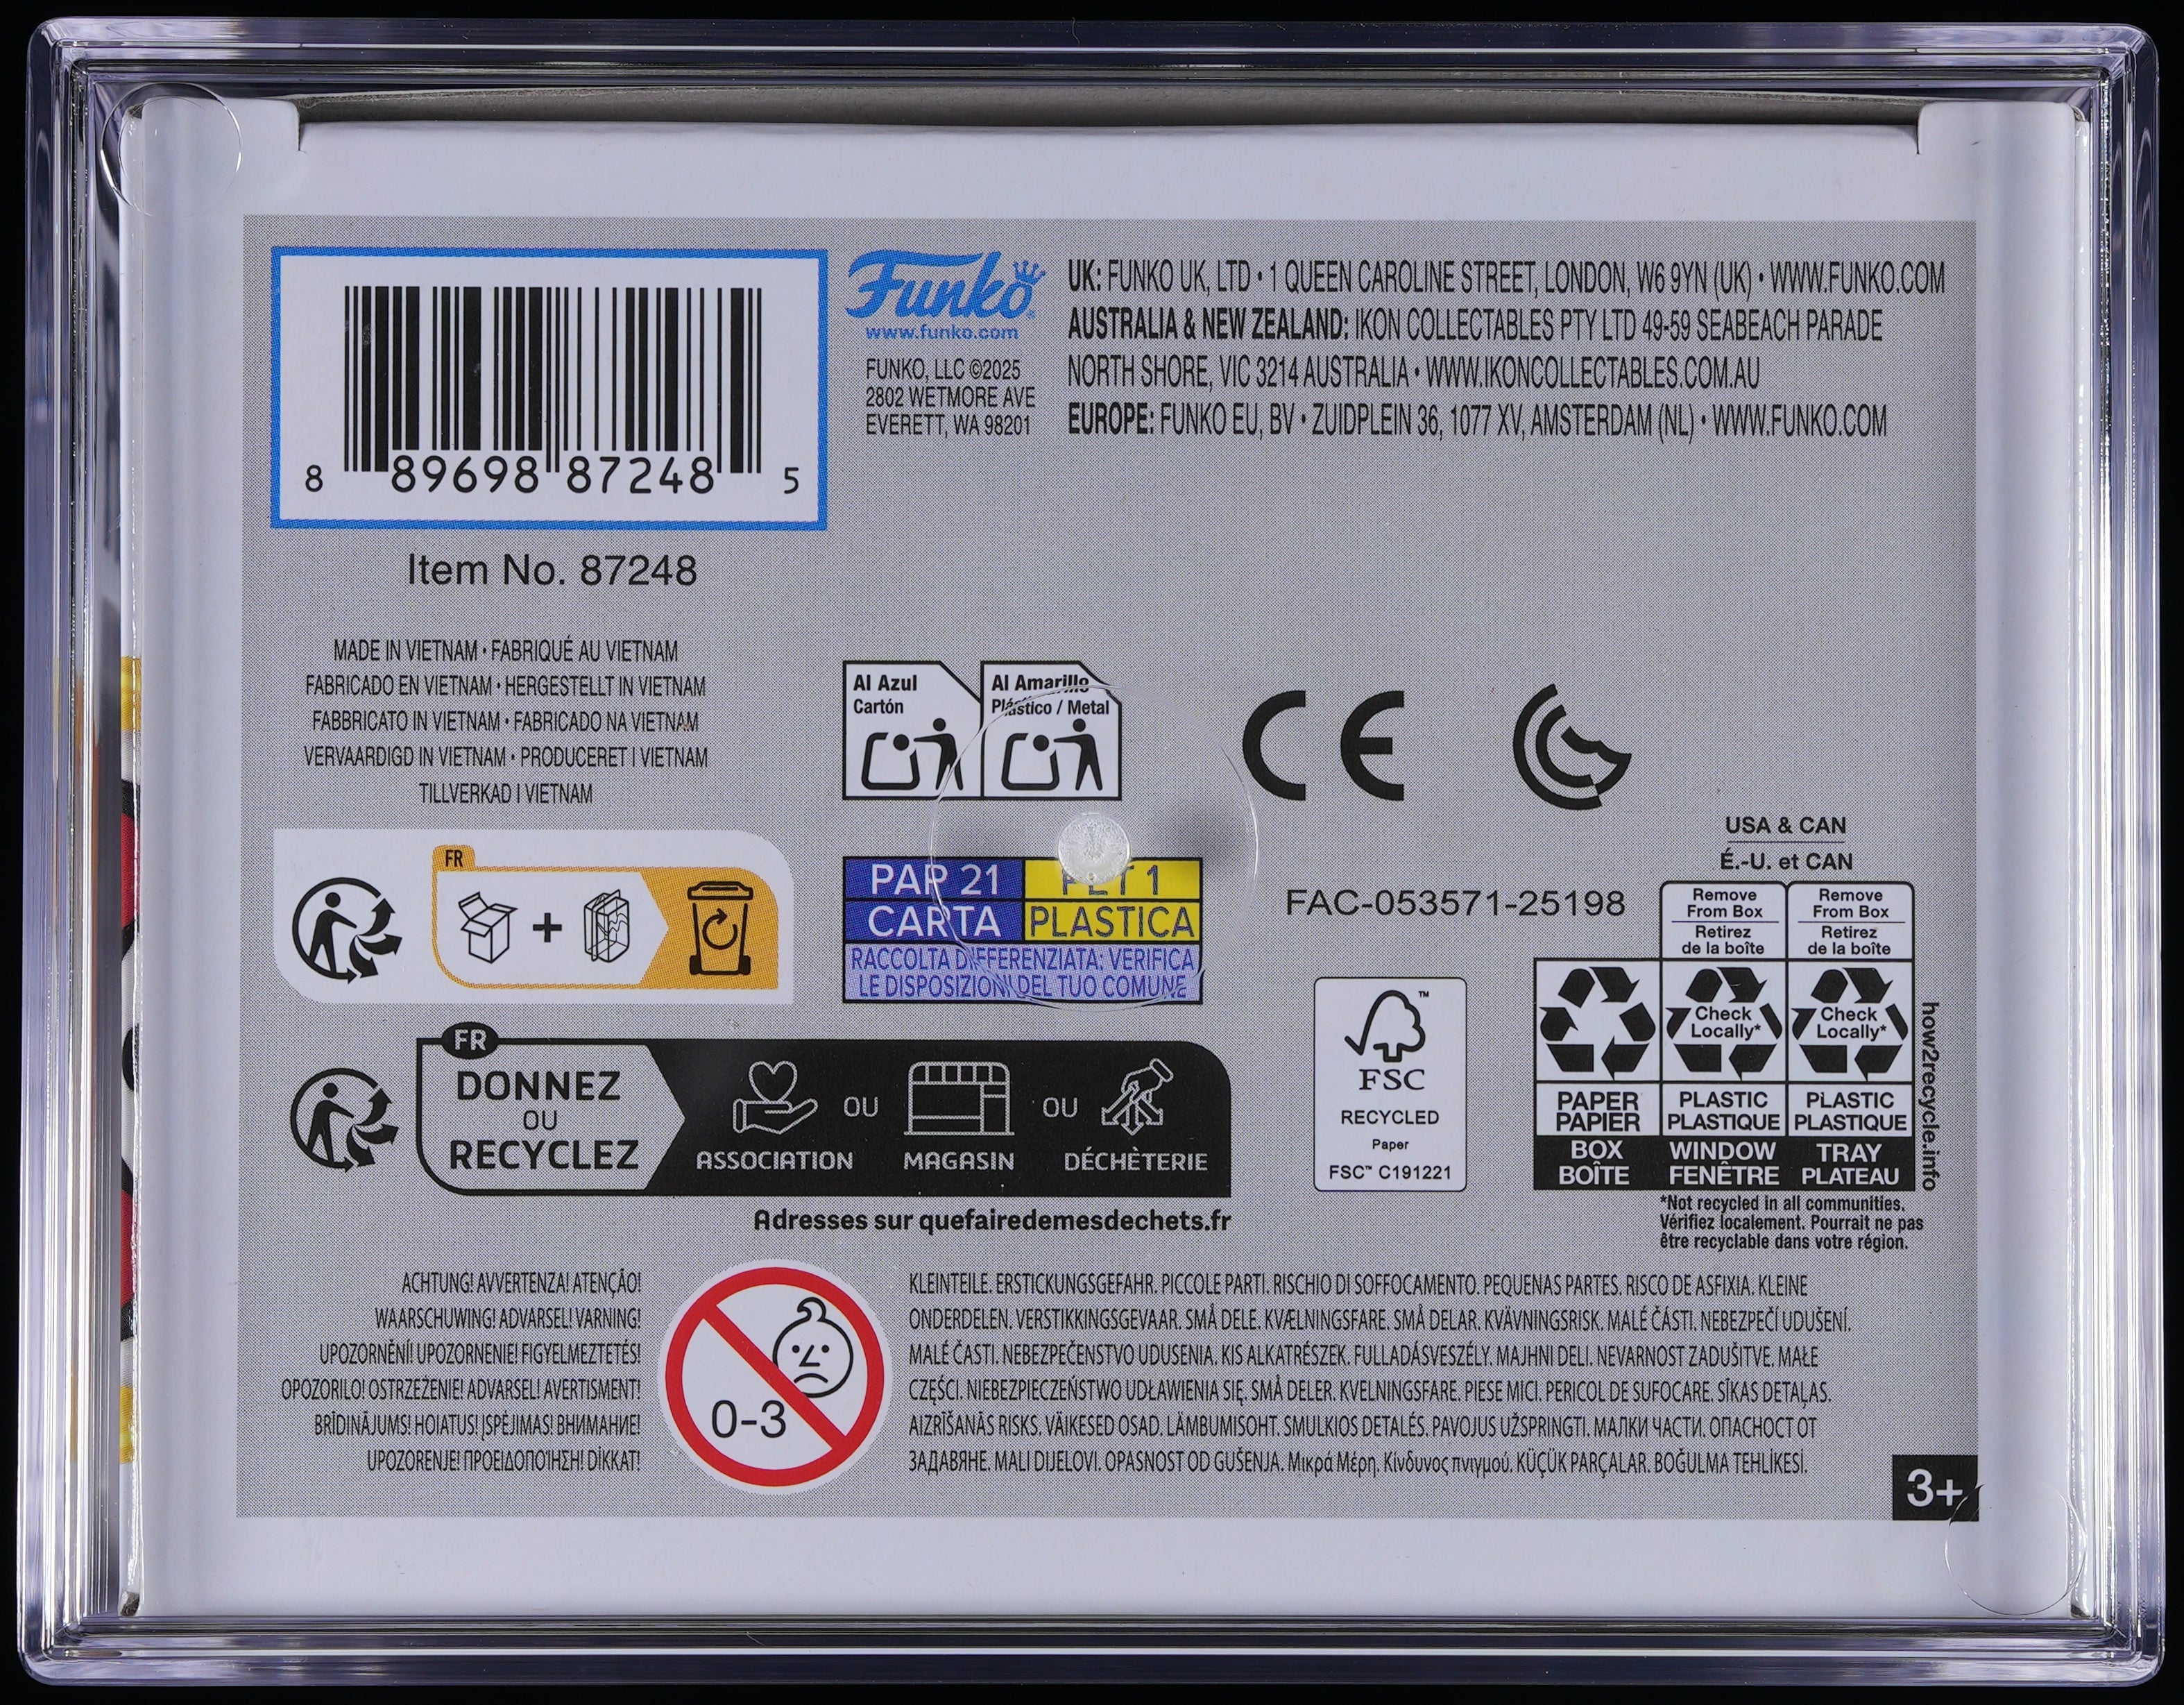 8 89698 87248 5
Item No. 87248
Funko
www.funko.com
FUNKO, LLC ©2025
2802 WETMORE AVE
EVERETT, WA 98201
UK: FUNKO UK, LTD • 1 QUEEN CAROLINE STREET, LONDON, W6 9YN (UK) • WWW.FUNKO.COM
AUSTRALIA & NEW ZEALAND: IKON COLLECTABLES PTY LTD 49-59 SEABEACH PARADE
NORTH SHORE, VIC 3214 AUSTRALIA • WWW.IKONCOLLECTABLES.COM.AU
EUROPE: FUNKO EU, BV • ZUIDPLEIN 36, 1077 XV, AMSTERDAM (NL) • WWW.FUNKO.COM
MADE IN VIETNAM • FABRIQUÉ AU VIETNAM
FABRICADO EN VIETNAM • HERGESTELLT IN VIETNAM
FABBRICATO IN VIETNAM • FABRICADO NA VIETNAM
VERVAARDIGD IN VIETNAM • PRODUCERET I VIETNAM
TILLVERKAD I VIETNAM
Al Azul
Cartón
Al Amarillo
Plástico / Metal
CE
FR
+
PAP 21
CARTA
PET 1
PLASTICA
RACCOLTA DIFFERENZIATA: VERIFICA
LE DISPOSIZIONI DEL TUO COMUNE
FAC-053571-25198
FR
DONNEZ
OU
RECYCLEZ
ASSOCIATION
OU
MAGASIN
OU
DÉCHÈTERIE
Adresses sur quefairedemesdechets.fr
FSC™
RECYCLED
Paper
FSC™ C191221
USA & CAN
É.-U. et CAN
Remove
From Box
Retirez
de la boîte
Remove
From Box
Retirez
de la boîte
Check
Locally*
Check
Locally*
PAPER
PAPIER
PLASTIC
PLASTIQUE
PLASTIC
PLASTIQUE
BOX
BOÎTE
WINDOW
FENÊTRE
TRAY
PLATEAU
how2recycle.info
*Not recycled in all communities.
Vérifiez localement. Pourrait ne pas
être recyclable dans votre région.
ACHTUNG! AVVERTENZA! ATENÇÃO!
WAARSCHUWING! ADVARSEL! VARNING!
UPOZORNĚNÍ! UPOZORNENIE! FIGYELMEZTETÉS!
OPOZORILO! OSTRZEŻENIE! ADVARSEL! AVERTISMENT!
BRĪDINĀJUMS! HOIATUS! ĮSPĖJIMAS! ВНИМАНИЕ!
UPOZORENJE! ΠΡΟΕΙΔΟΠΟΊΗΣΗ! DİKKAT!
0-3
KLEINTEILE. ERSTICKUNGSGEFAHR. PICCOLE PARTI. RISCHIO DI SOFFOCAMENTO. PEQUENAS PARTES. RISCO DE ASFIXIA. KLEINE
ONDERDELEN. VERSTIKKINGSGEVAAR. SMÅ DELE. KVÆLNINGSFARE. SMÅ DELAR. KVÄVNINGSRISK. MALÉ ČÁSTI. NEBEZPEČÍ UDUŠENÍ.
MALÉ ČASTI. NEBEZPEČENSTVO UDUSENIA. KIS ALKATRÉSZEK. FULLADÁSVESZÉLY. MAJHNI DELI. NEVARNOST ZADUŠITVE. MAŁE
CZĘŚCI. NIEBEZPIECZEŃSTWO UDŁAWIENIA SIĘ. SMÅ DELER. KVELNINGSFARE. PIESE MICI. PERICOL DE SUFOCARE. SĪKAS DETAĻAS.
AIZRĪŠANĀS RISKS. VÄIKESED OSAD. LÄMBUMISOHT. SMULKIOS DETALĖS. PAVOJUS UŽSPRINGTI. МАЛКИ ЧАСТИ. ОПАСНОСТ ОТ
ЗАДАВЯНЕ. MALI DIJELOVI. OPASNOST OD GUŠENJA. Μικρά Μέρη. Κίνδυνος πνιγμού. KÜÇÜK PARÇALAR. BOĞULMA TEHLİKESİ.
3+